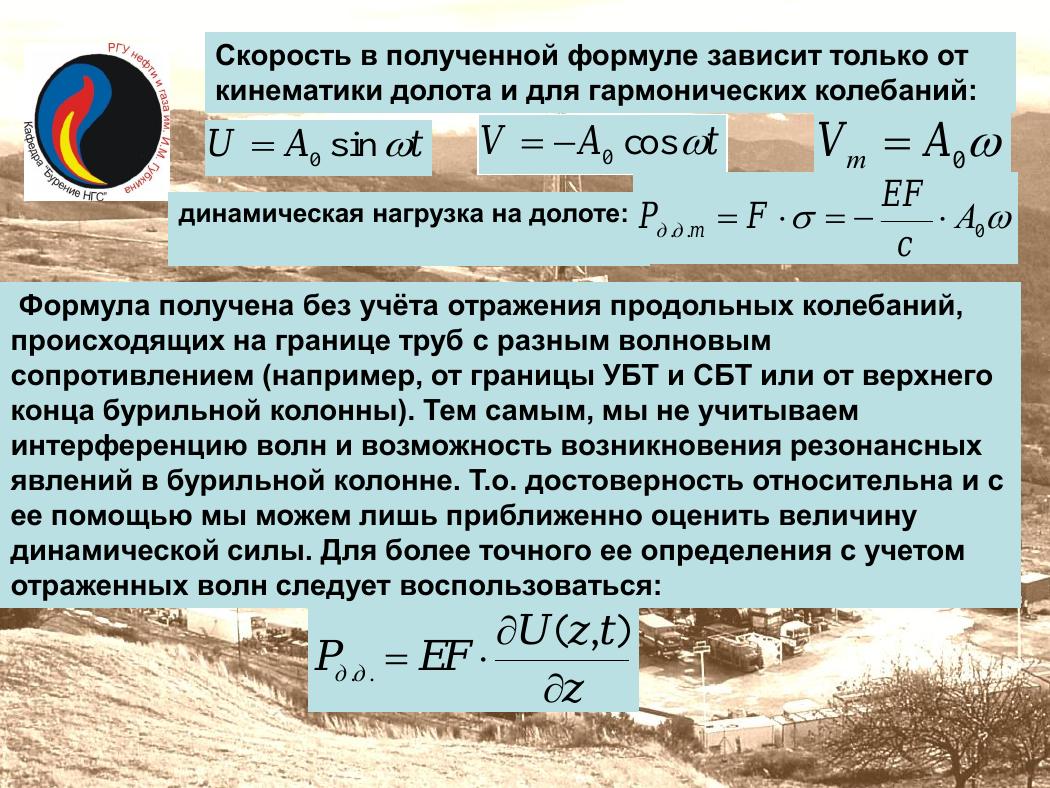 РГУ нефти и газа им. И.М. Губкина
Кафедра "Бурение НГС"
Скорость в полученной формуле зависит только от
кинематики долота и для гармонических колебаний:
U = A₀ sin ωt V = −A₀ cos ωt Vₘ = A₀ω
динамическая нагрузка на долоте: P_д.д.m = F · σ = − EF/c · A₀ω
Формула получена без учёта отражения продольных колебаний,
происходящих на границе труб с разным волновым
сопротивлением (например, от границы УБТ и СБТ или от верхнего
конца бурильной колонны). Тем самым, мы не учитываем
интерференцию волн и возможность возникновения резонансных
явлений в бурильной колонне. Т.о. достоверность относительна и с
ее помощью мы можем лишь приближенно оценить величину
динамической силы. Для более точного ее определения с учетом
отраженных волн следует воспользоваться:
P_д.д. = EF · ∂U(z,t)/∂z